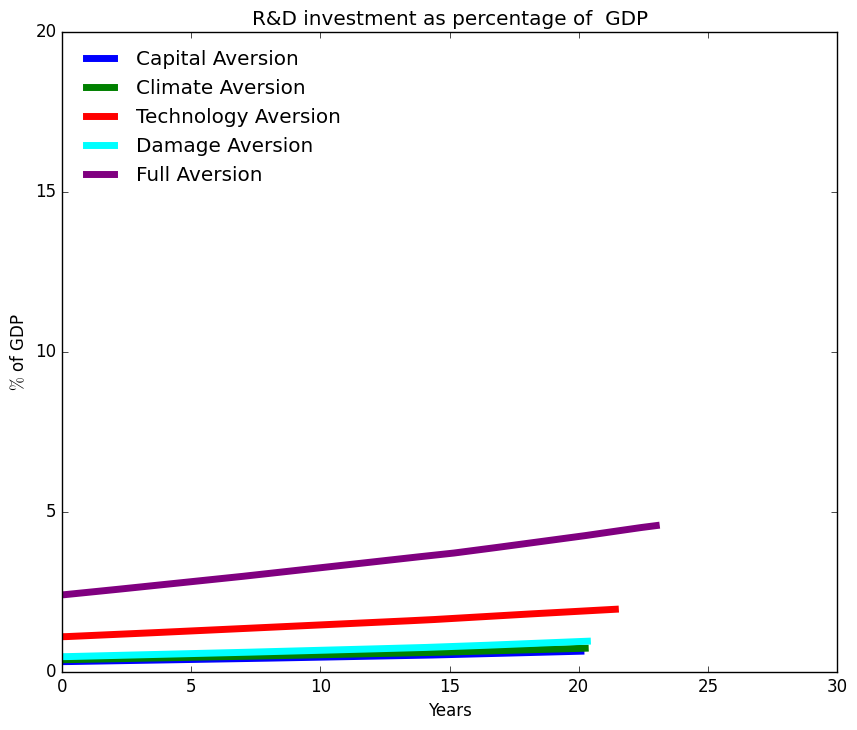 R&D investment as percentage of  GDP
20
15
10
5
0
% of GDP
Capital Aversion
Climate Aversion
Technology Aversion
Damage Aversion
Full Aversion
0 5 10 15 20 25 30
Years